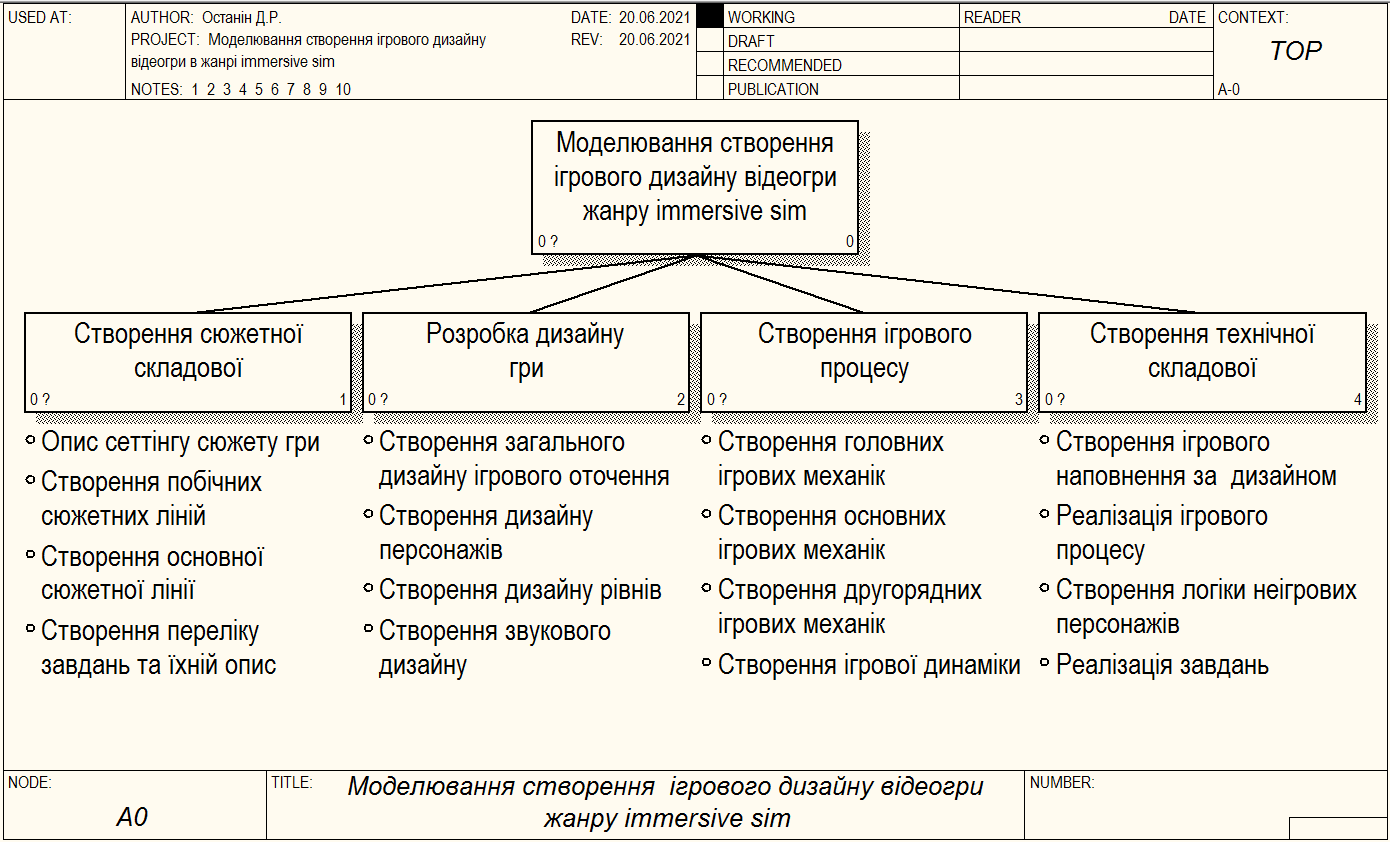 USED AT:
AUTHOR: Останін Д.Р.
DATE: 20.06.2021
PROJECT: Моделювання створення ігрового дизайну
REV: 20.06.2021
відеогри в жанрі immersive sim
NOTES: 1 2 3 4 5 6 7 8 9 10
WORKING
DRAFT
RECOMMENDED
PUBLICATION
READER DATE
CONTEXT:
TOP
A-0
Моделювання створення
ігрового дизайну відеогри
жанру immersive sim
0 ? 0
Створення сюжетної
складової
0 ? 1
Розробка дизайну
гри
0 ? 2
Створення ігрового
процесу
0 ? 3
Створення технічної
складової
0 ? 4
Опис сеттінгу сюжету гри
Створення побічних
сюжетних ліній
Створення основної
сюжетної лінії
Створення переліку
завдань та їхній опис
Створення загального
дизайну ігрового оточення
Створення дизайну
персонажів
Створення дизайну рівнів
Створення звукового
дизайну
Створення головних
ігрових механік
Створення основних
ігрових механік
Створення другорядних
ігрових механік
Створення ігрової динаміки
Створення ігрового
наповнення за дизайном
Реалізація ігрового
процесу
Створення логіки неігрових
персонажів
Реалізація завдань
NODE:
A0
TITLE:
Моделювання створення ігрового дизайну відеогри
жанру immersive sim
NUMBER: